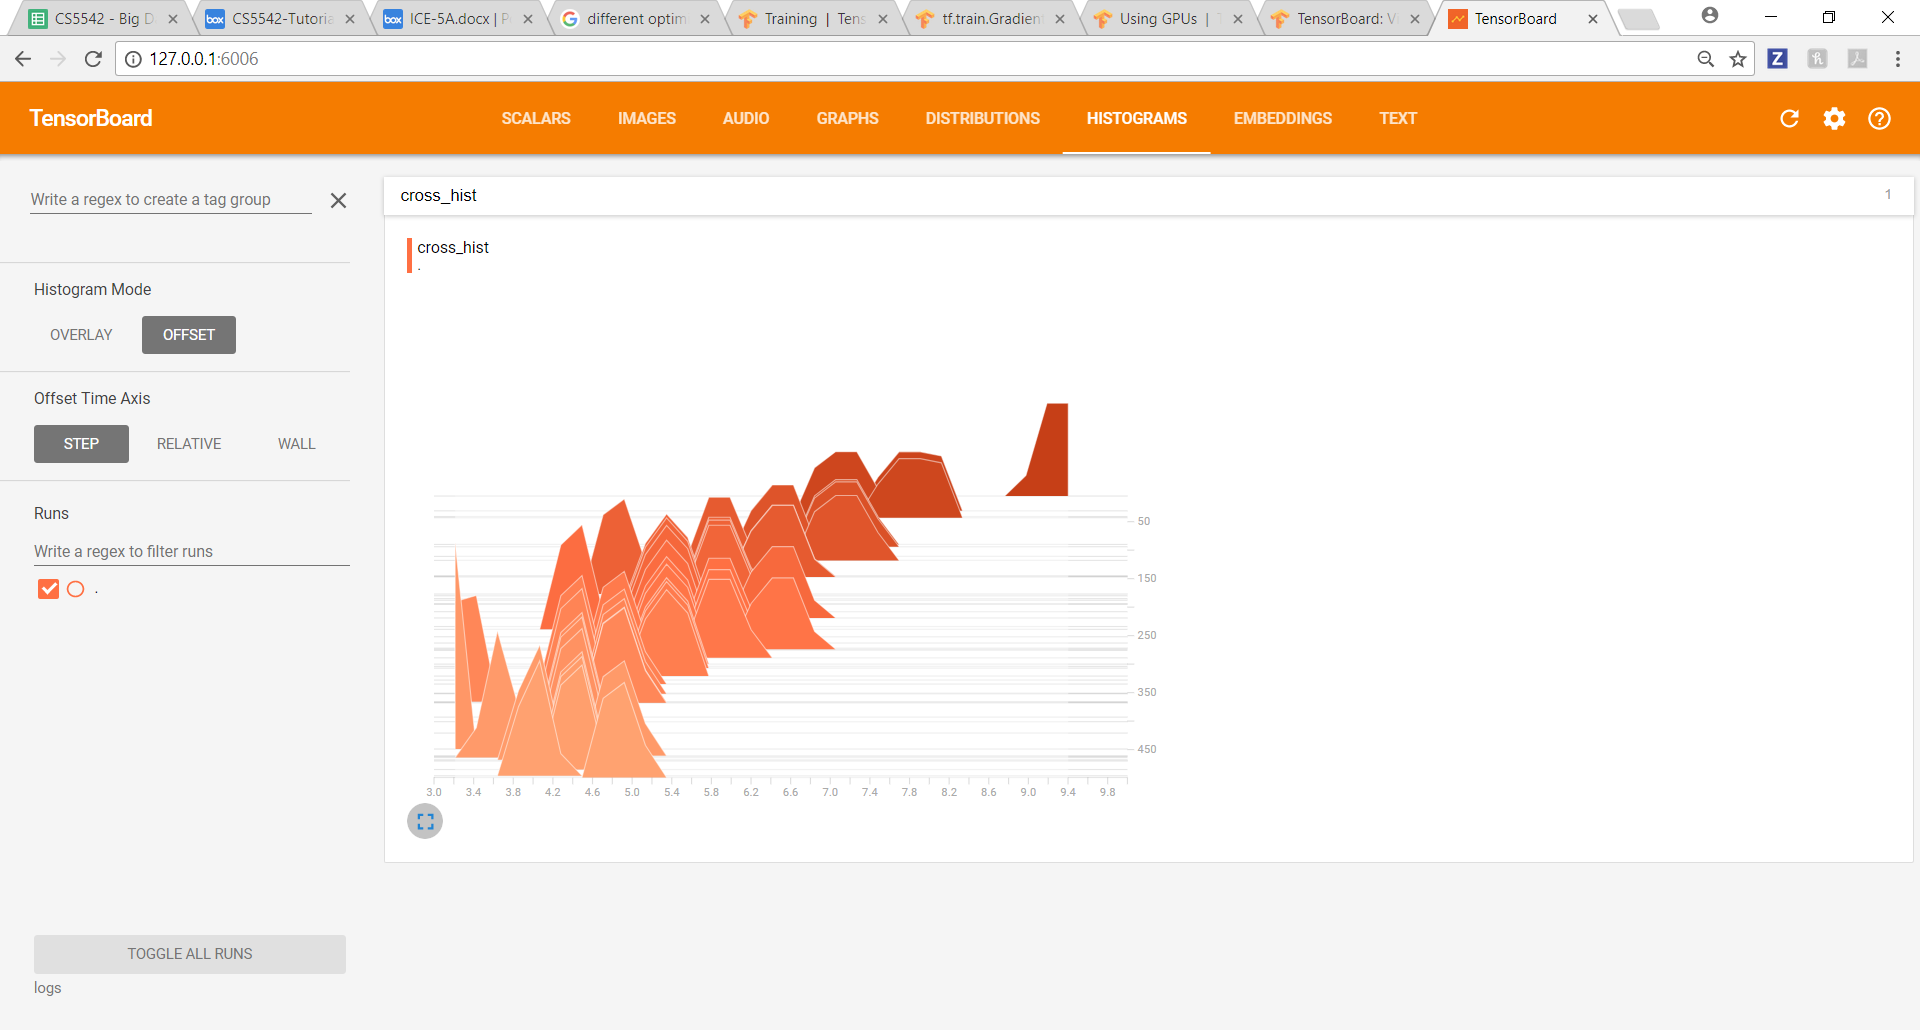 CS5542 - Big D
CS5542-Tutoria
box ICE-5A.docx | P
different optim
Training | Tens
tf.train.Gradien
Using GPUs | T
TensorBoard: Vi
TensorBoard
127.0.0.1:6006
Z
h
TensorBoard
SCALARS IMAGES AUDIO GRAPHS DISTRIBUTIONS HISTOGRAMS EMBEDDINGS TEXT
Write a regex to create a tag group
cross_hist 1
cross_hist
.
Histogram Mode
OVERLAY OFFSET
Offset Time Axis
STEP RELATIVE WALL
Runs
Write a regex to filter runs
.
50
150
250
350
450
3.0 3.4 3.8 4.2 4.6 5.0 5.4 5.8 6.2 6.6 7.0 7.4 7.8 8.2 8.6 9.0 9.4 9.8
TOGGLE ALL RUNS
logs